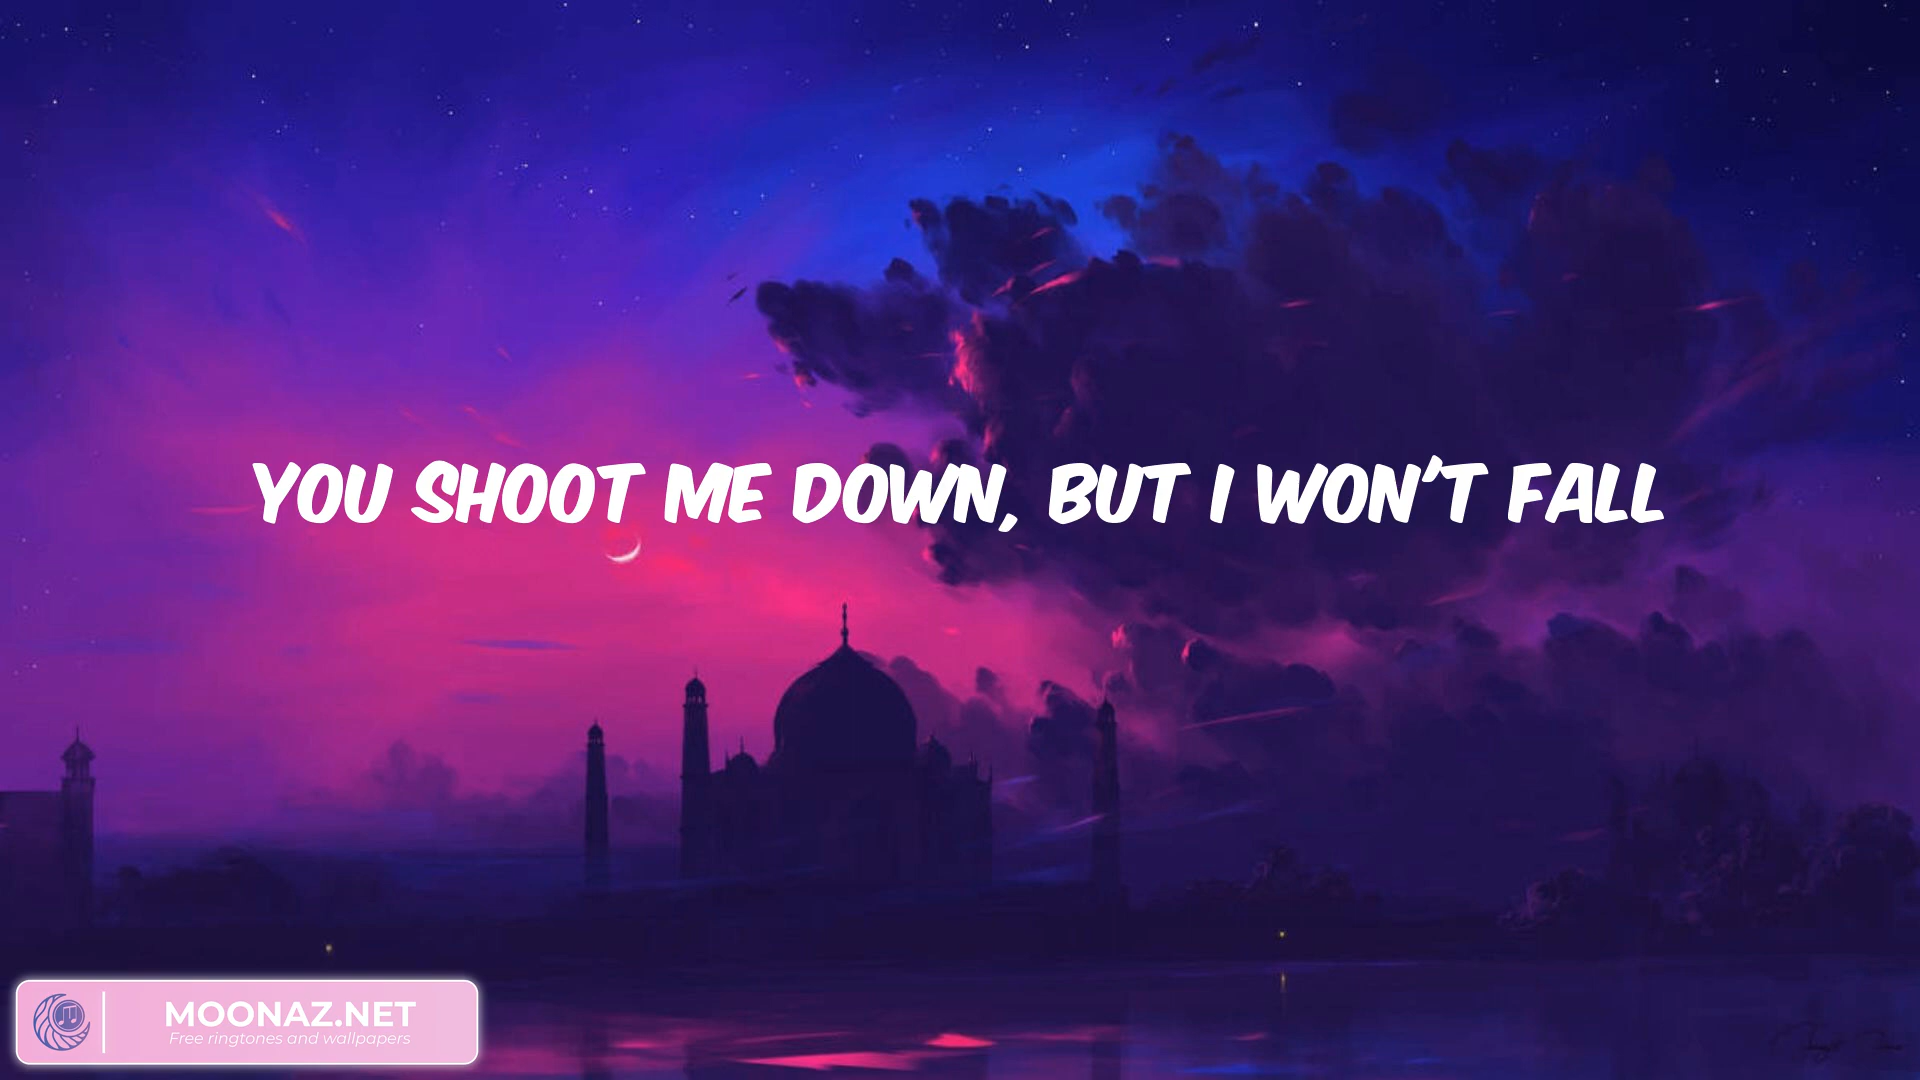 YOU SHOOT ME DOWN, BUT I WON'T FALL
MOONAZ.NET
Free ringtones and wallpapers